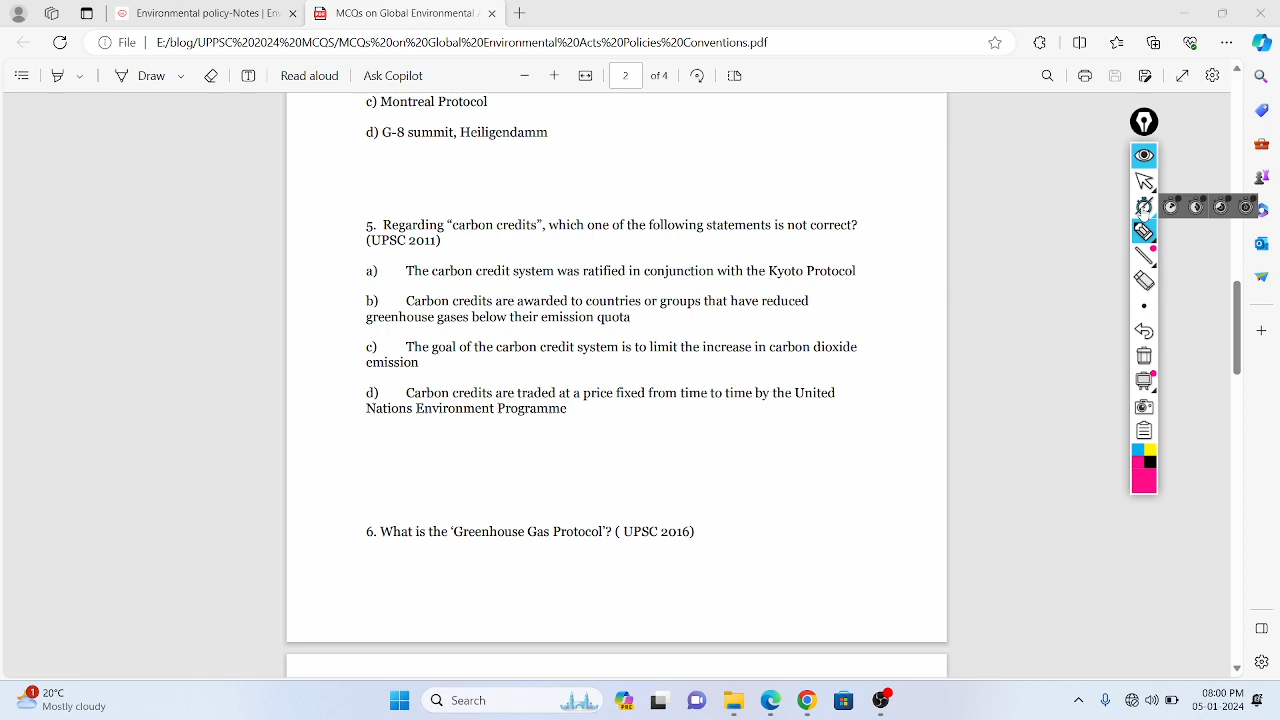 Environmental policy-Notes | Env
MCQs on Global Environmental A
File E:/blog/UPPSC%202024%20MCQS/MCQs%20on%20Global%20Environmental%20Acts%20Policies%20Conventions.pdf
Draw Read aloud Ask Copilot 2 of 4
c) Montreal Protocol
d) G-8 summit, Heiligendamm
5. Regarding “carbon credits”, which one of the following statements is not correct?
(UPSC 2011)
a) The carbon credit system was ratified in conjunction with the Kyoto Protocol
b) Carbon credits are awarded to countries or groups that have reduced
greenhouse gases below their emission quota
c) The goal of the carbon credit system is to limit the increase in carbon dioxide
emission
d) Carbon credits are traded at a price fixed from time to time by the United
Nations Environment Programme
6. What is the ‘Greenhouse Gas Protocol’? ( UPSC 2016)
1
20°C
Mostly cloudy
Search
PRE
08:00 PM
05-01-2024